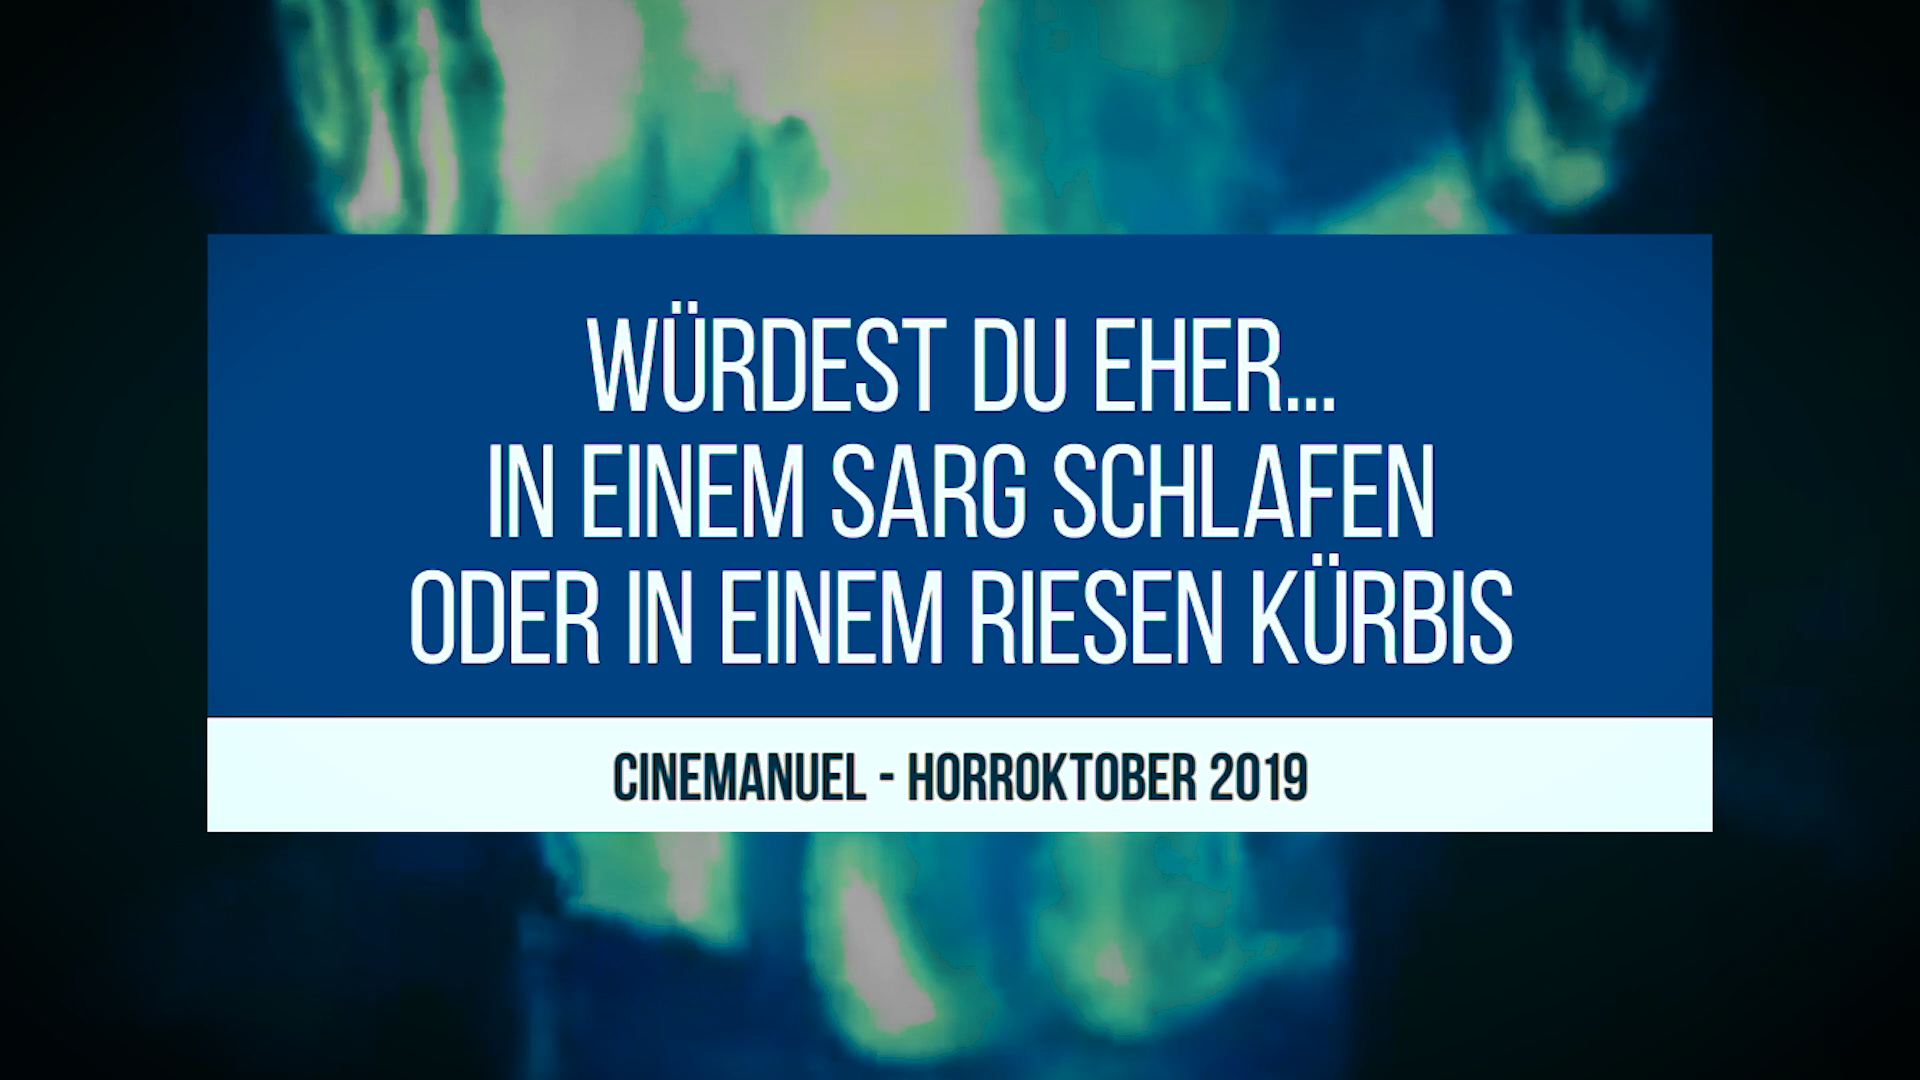 WÜRDEST DU EHER...
IN EINEM SARG SCHLAFEN
ODER IN EINEM RIESEN KÜRBIS
CINEMANUEL - HORROKTOBER 2019